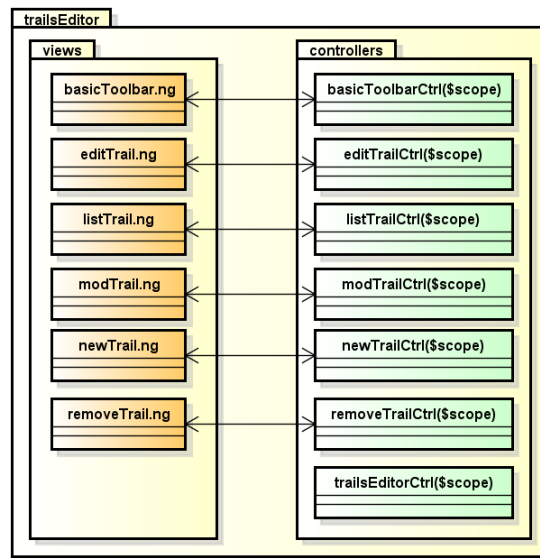 trailsEditor
views
controllers
basicToolbar.ng
basicToolbarCtrl($scope)
editTrail.ng
editTrailCtrl($scope)
listTrail.ng
listTrailCtrl($scope)
modTrail.ng
modTrailCtrl($scope)
newTrail.ng
newTrailCtrl($scope)
removeTrail.ng
removeTrailCtrl($scope)
trailsEditorCtrl($scope)